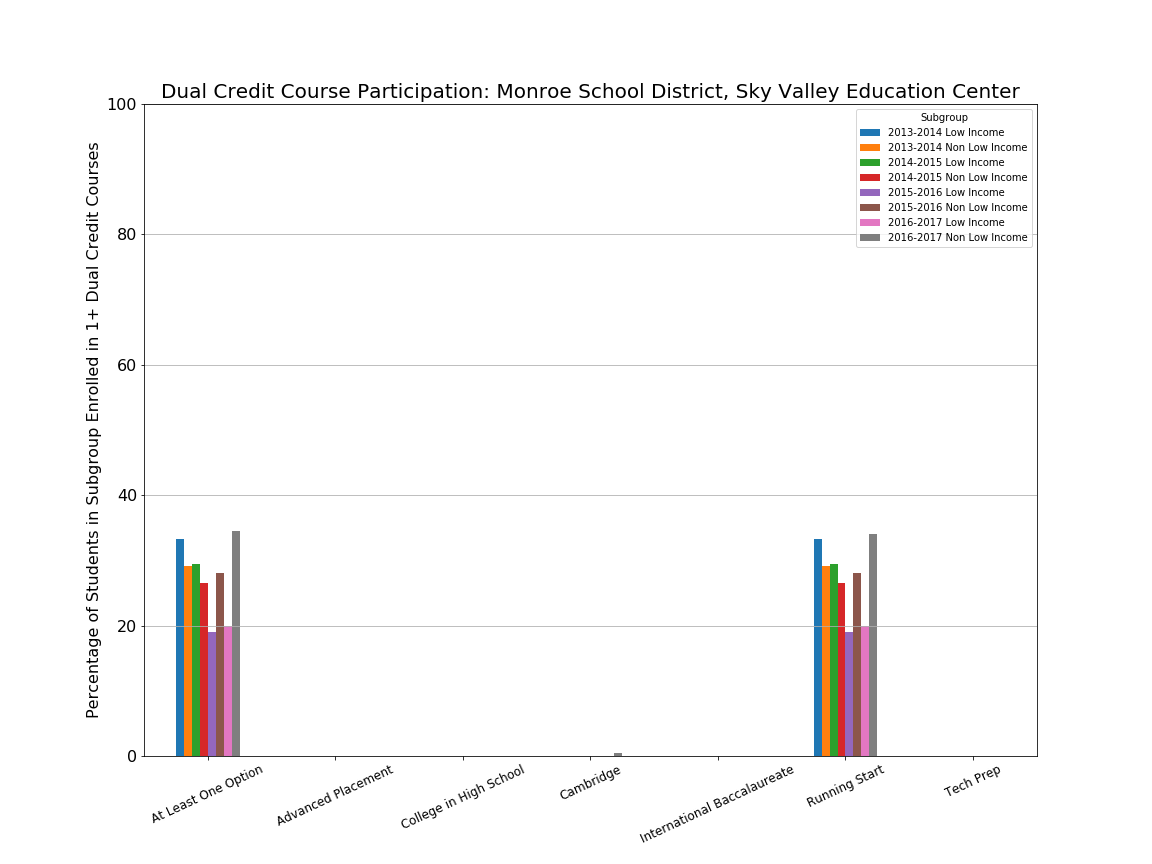 Dual Credit Course Participation: Monroe School District, Sky Valley Education Center
Percentage of Students in Subgroup Enrolled in 1+ Dual Credit Courses
100
80
60
40
20
0
Subgroup
2013-2014 Low Income
2013-2014 Non Low Income
2014-2015 Low Income
2014-2015 Non Low Income
2015-2016 Low Income
2015-2016 Non Low Income
2016-2017 Low Income
2016-2017 Non Low Income
At Least One Option
Advanced Placement
College in High School
Cambridge
International Baccalaureate
Running Start
Tech Prep